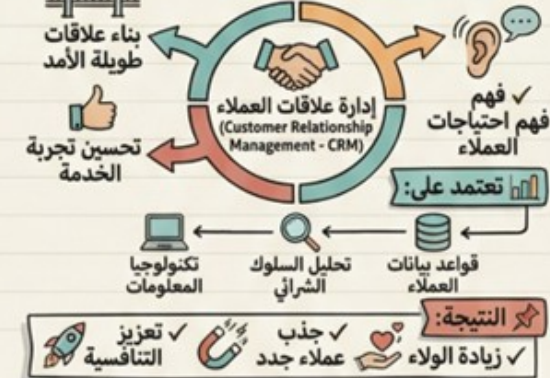 بناء علاقات
طويلة الأمد
إدارة علاقات العملاء
(Customer Relationship
Management - CRM)
✓ فهم
فهم احتياجات
العملاء
تحسين تجربة
الخدمة
تعتمد على:
قواعد بيانات
العملاء
تحليل السلوك
الشرائي
تكنولوجيا
المعلومات
النتيجة:
✓ زيادة الولاء
✓ جذب
عملاء جدد
✓ تعزيز
التنافسية